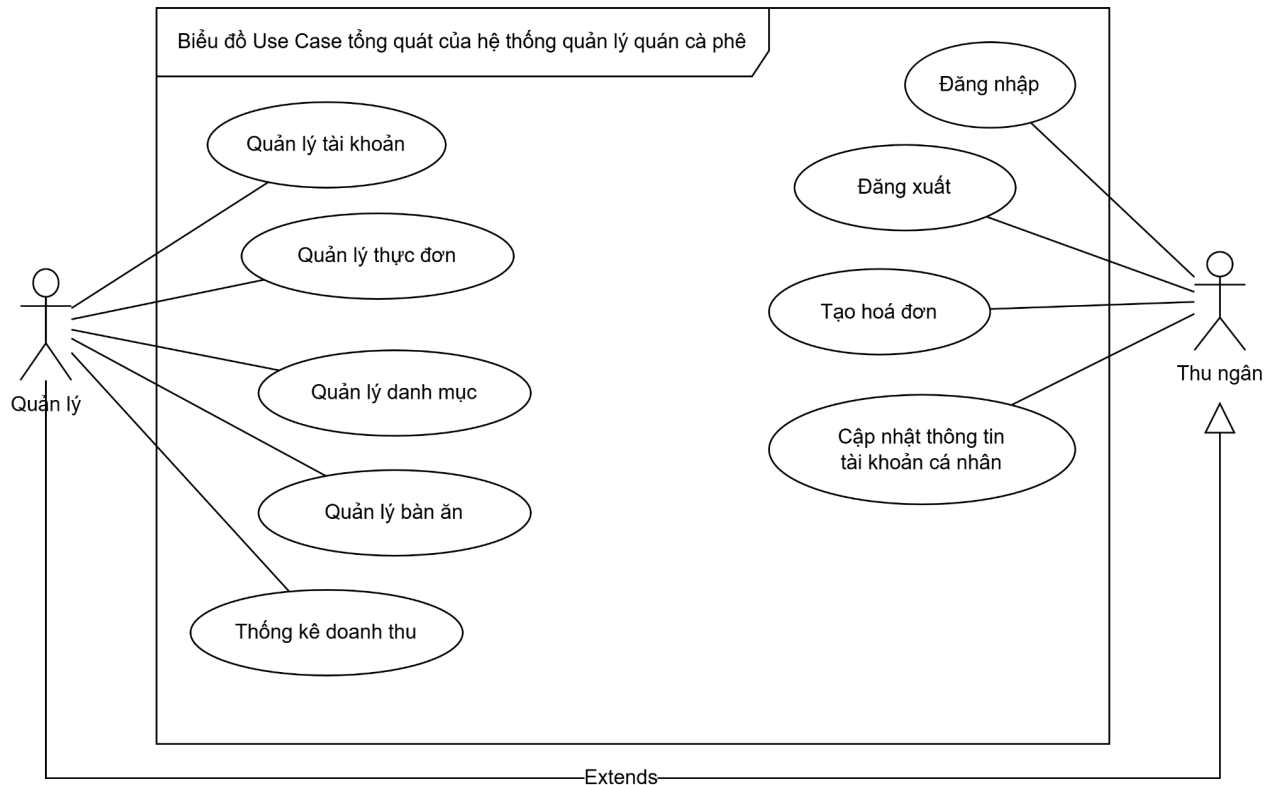 Biểu đồ Use Case tổng quát của hệ thống quản lý quán cà phê
Quản lý tài khoản
Quản lý thực đơn
Quản lý danh mục
Quản lý bàn ăn
Thống kê doanh thu
Quản lý
Đăng nhập
Đăng xuất
Tạo hoá đơn
Cập nhật thông tin
tài khoản cá nhân
Thu ngân
Extends